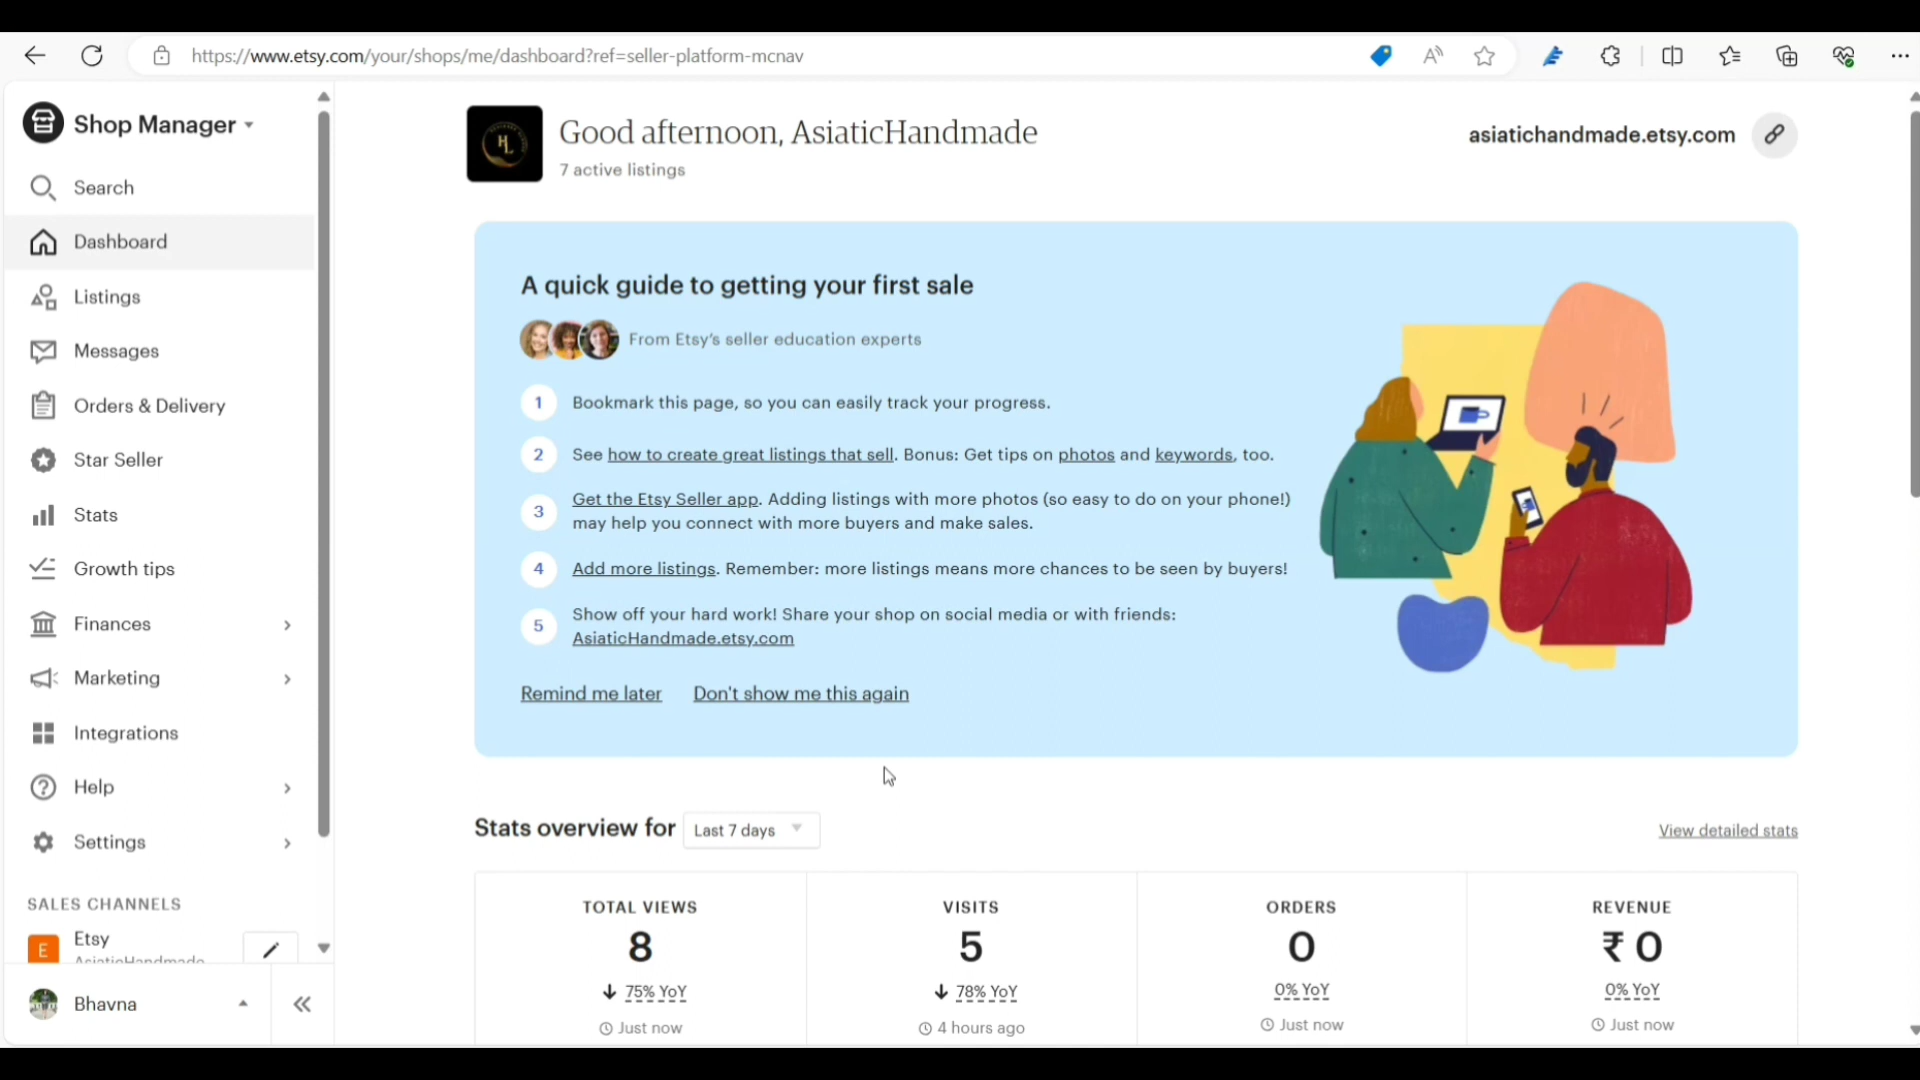 https://www.etsy.com/your/shops/me/dashboard?ref=seller-platform-mcnav
Shop Manager
Search
Dashboard
Listings
Messages
Orders & Delivery
Star Seller
Stats
Growth tips
Finances
Marketing
Integrations
Help
Settings
SALES CHANNELS
E
Etsy
AsiaticHandmade
Bhavna
HL
Good afternoon, AsiaticHandmade
7 active listings
asiatichandmade.etsy.com
A quick guide to getting your first sale
From Etsy's seller education experts
1 Bookmark this page, so you can easily track your progress.
2 See how to create great listings that sell. Bonus: Get tips on photos and keywords, too.
3 Get the Etsy Seller app. Adding listings with more photos (so easy to do on your phone!)
may help you connect with more buyers and make sales.
4 Add more listings. Remember: more listings means more chances to be seen by buyers!
5 Show off your hard work! Share your shop on social media or with friends:
AsiaticHandmade.etsy.com
Remind me later Don't show me this again
Stats overview for Last 7 days View detailed stats
TOTAL VIEWS VISITS ORDERS REVENUE
8 5 0 ₹ 0
75% YoY 78% YoY 0% YoY 0% YoY
Just now 4 hours ago Just now Just now